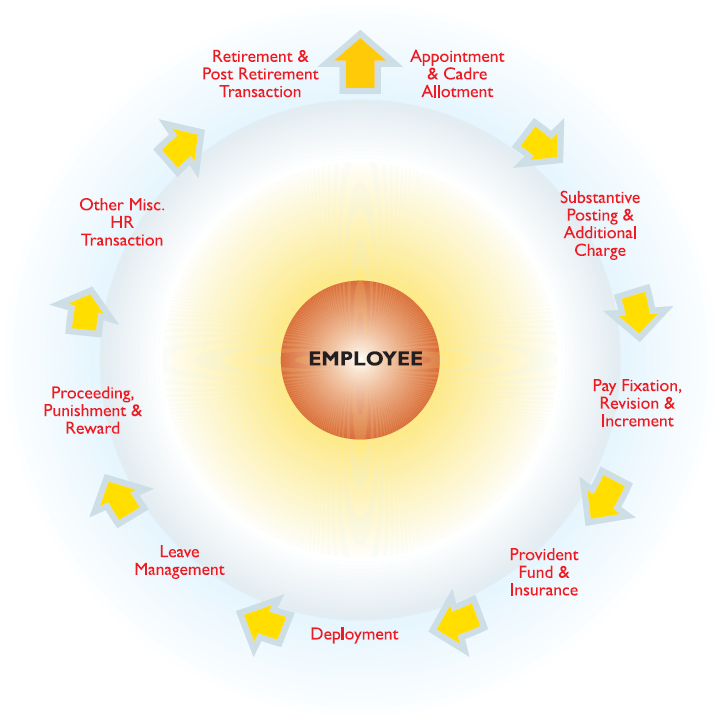 Retirement &
Post Retirement
Transaction
Appointment
& Cadre
Allotment
Substantive
Posting &
Additional
Charge
Pay Fixation,
Revision &
Increment
Provident
Fund &
Insurance
Deployment
Leave
Management
Proceeding,
Punishment &
Reward
Other Misc.
HR
Transaction
EMPLOYEE